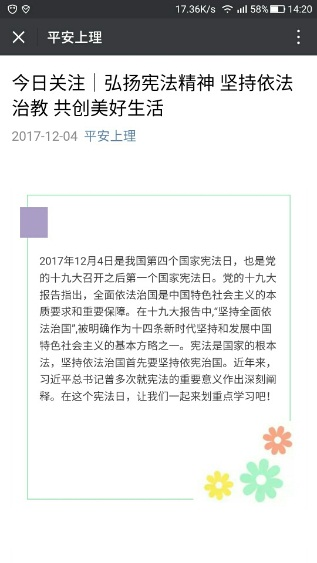 17.36K/s 58% 14:20
平安上理
今日关注｜弘扬宪法精神 坚持依法
治教 共创美好生活
2017-12-04 平安上理
2017年12月4日是我国第四个国家宪法日，也是党
的十九大召开之后第一个国家宪法日。党的十九大
报告指出，全面依法治国是中国特色社会主义的本
质要求和重要保障。在十九大报告中,“坚持全面依
法治国”,被明确作为十四条新时代坚持和发展中国
特色社会主义的基本方略之一。宪法是国家的根本
法，坚持依法治国首先要坚持依宪治国。近年来，
习近平总书记曾多次就宪法的重要意义作出深刻阐
释。在这个宪法日，让我们一起来划重点学习吧！